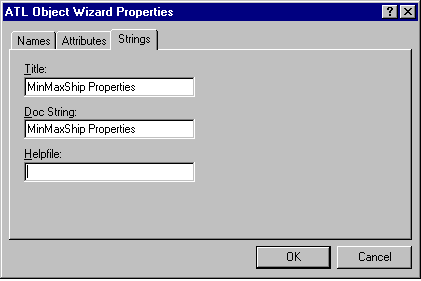 ATL Object Wizard Properties
Names Attributes Strings
Title:
MinMaxShip Properties
Doc String:
MinMaxShip Properties
Helpfile:
OK Cancel